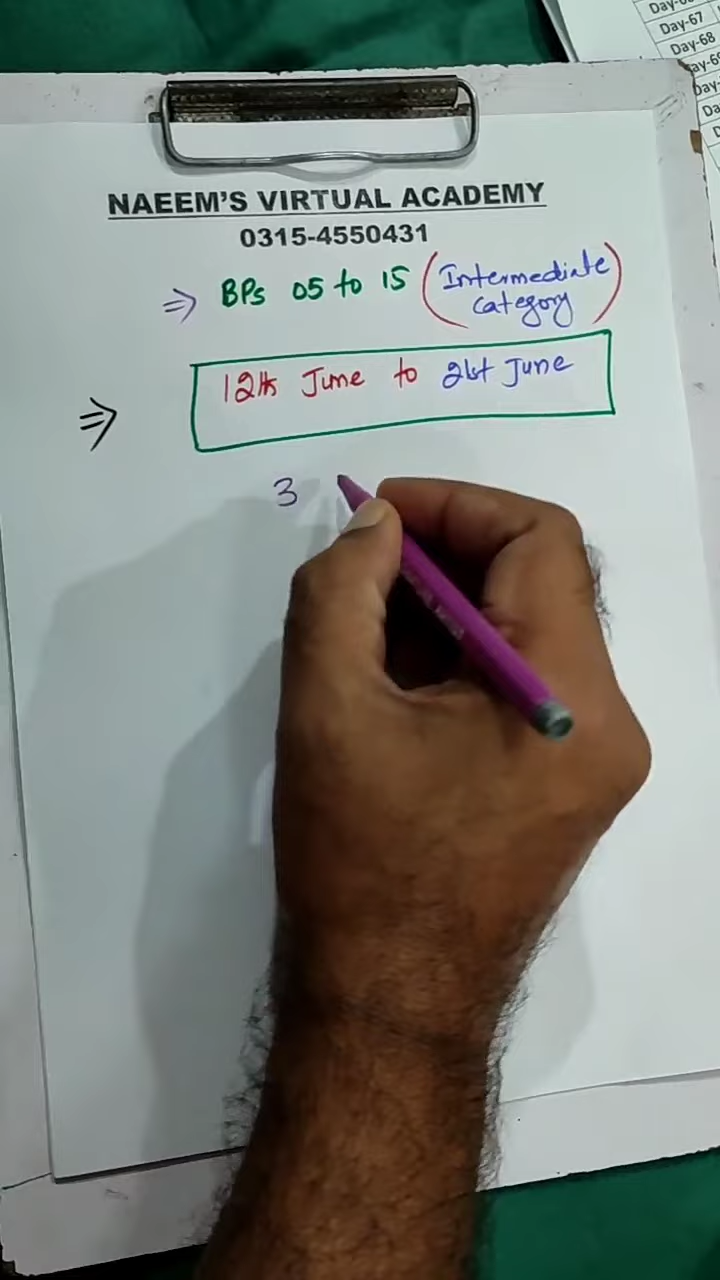 Day-67
Day-68
NAEEM'S VIRTUAL ACADEMY
0315-4550431
⇒ BPs 05 to 15 (Intermediate
category)
⇒ 12th June to 21st June
3